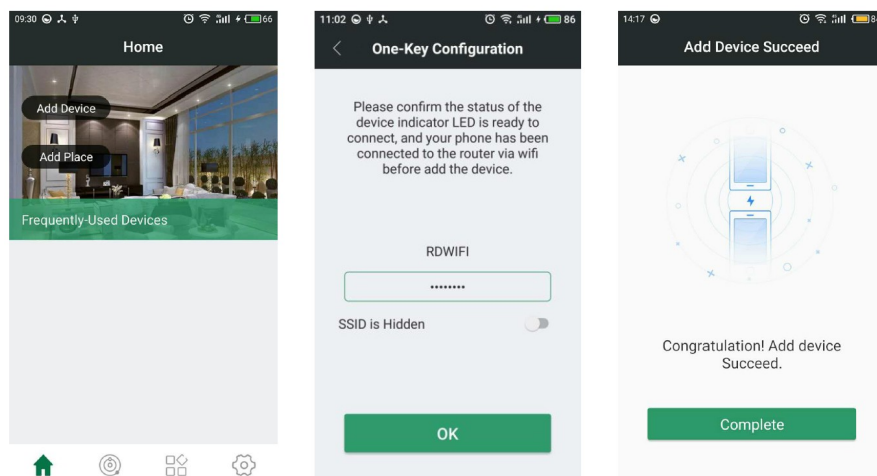 09:30
66
Home
Add Device
Add Place
Frequently-Used Devices
11:02
86
One-Key Configuration
Please confirm the status of the
device indicator LED is ready to
connect, and your phone has been
connected to the router via wifi
before add the device.
RDWIFI
••••••••
SSID is Hidden
OK
14:17
Add Device Succeed
Congratulation! Add device
Succeed.
Complete